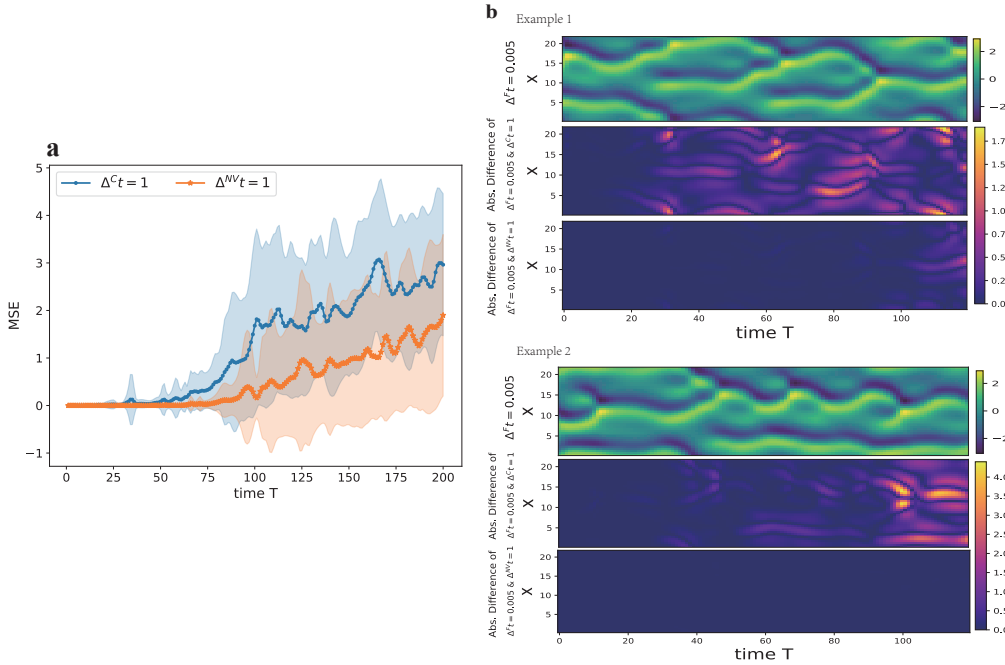 a
5
4
3
2
1
0
−1
MSE
Δᶜt = 1
Δᴺⱽt = 1
0
25
50
75
100
125
150
175
200
time T
b
Example 1
Δᶠt = 0.005
X
20
15
10
5
2
0
−2
Abs. Difference of
Δᶠt = 0.005 & Δᶜt = 1
X
20
15
10
5
Abs. Difference of
Δᶠt = 0.005 & Δᴺⱽt = 1
X
20
15
10
5
1.7
1.5
1.2
1.0
0.7
0.5
0.2
0.0
0
20
40
60
80
100
time T
Example 2
Δᶠt = 0.005
X
20
15
10
5
2
0
−2
Abs. Difference of
Δᶠt = 0.005 & Δᶜt = 1
X
20
15
10
5
Abs. Difference of
Δᶠt = 0.005 & Δᴺⱽt = 1
X
20
15
10
5
4.0
3.5
3.0
2.5
2.0
1.5
1.0
0.5
0.0
0
20
40
60
80
100
time T